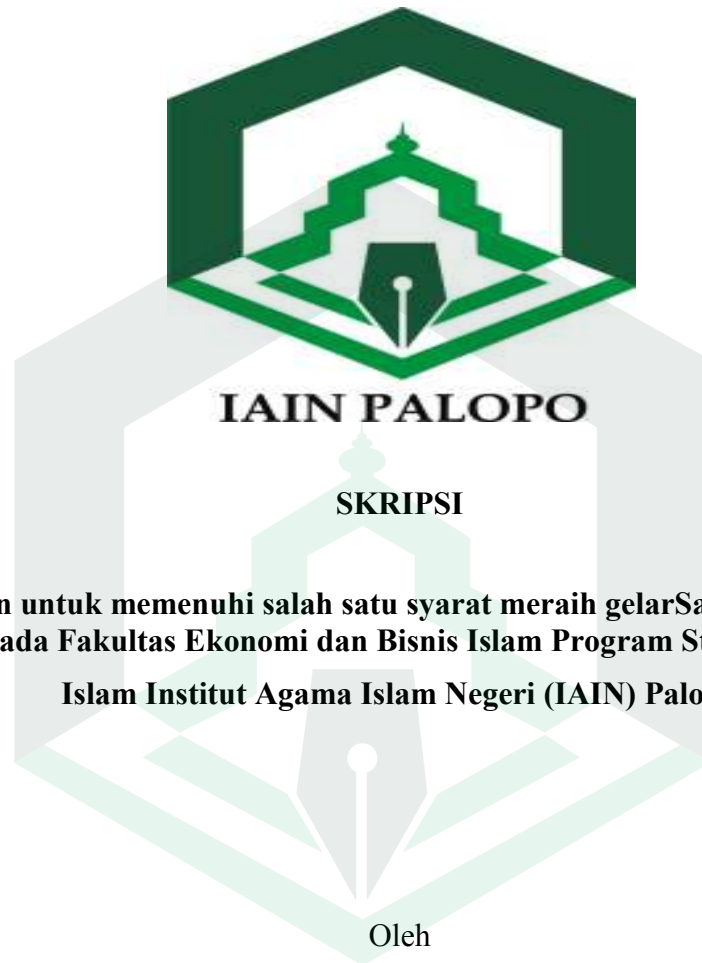 IAIN PALOPO
SKRIPSI
n untuk memenuhi salah satu syarat meraih gelarSa
ada Fakultas Ekonomi dan Bisnis Islam Program St
Islam Institut Agama Islam Negeri (IAIN) Palo
Oleh